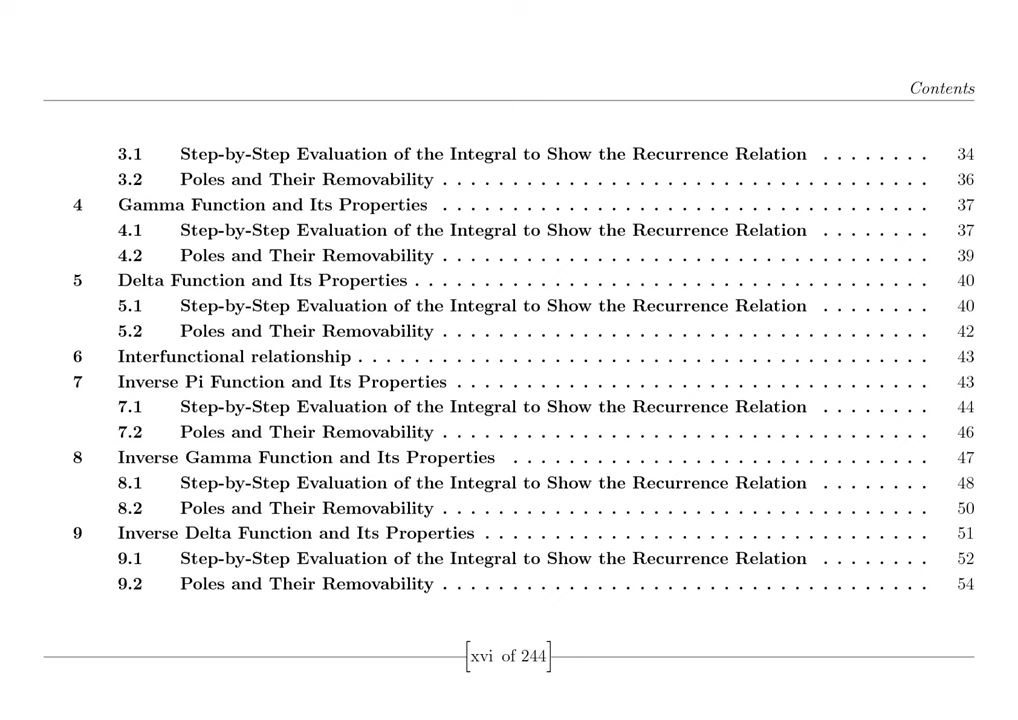 Contents
3.1 Step-by-Step Evaluation of the Integral to Show the Recurrence Relation . . . . . . . . 34
3.2 Poles and Their Removability . . . . . . . . . . . . . . . . . . . . . . . . . . . . . . . . . . . 36
4 Gamma Function and Its Properties . . . . . . . . . . . . . . . . . . . . . . . . . . . . . . . . . . . 37
4.1 Step-by-Step Evaluation of the Integral to Show the Recurrence Relation . . . . . . . . 37
4.2 Poles and Their Removability . . . . . . . . . . . . . . . . . . . . . . . . . . . . . . . . . . . 39
5 Delta Function and Its Properties . . . . . . . . . . . . . . . . . . . . . . . . . . . . . . . . . . . . . 40
5.1 Step-by-Step Evaluation of the Integral to Show the Recurrence Relation . . . . . . . . 40
5.2 Poles and Their Removability . . . . . . . . . . . . . . . . . . . . . . . . . . . . . . . . . . . 42
6 Interfunctional relationship . . . . . . . . . . . . . . . . . . . . . . . . . . . . . . . . . . . . . . . . . 43
7 Inverse Pi Function and Its Properties . . . . . . . . . . . . . . . . . . . . . . . . . . . . . . . . . . 43
7.1 Step-by-Step Evaluation of the Integral to Show the Recurrence Relation . . . . . . . . 44
7.2 Poles and Their Removability . . . . . . . . . . . . . . . . . . . . . . . . . . . . . . . . . . . 46
8 Inverse Gamma Function and Its Properties . . . . . . . . . . . . . . . . . . . . . . . . . . . . . . 47
8.1 Step-by-Step Evaluation of the Integral to Show the Recurrence Relation . . . . . . . . 48
8.2 Poles and Their Removability . . . . . . . . . . . . . . . . . . . . . . . . . . . . . . . . . . . 50
9 Inverse Delta Function and Its Properties . . . . . . . . . . . . . . . . . . . . . . . . . . . . . . . . 51
9.1 Step-by-Step Evaluation of the Integral to Show the Recurrence Relation . . . . . . . . 52
9.2 Poles and Their Removability . . . . . . . . . . . . . . . . . . . . . . . . . . . . . . . . . . . 54
[xvi of 244]